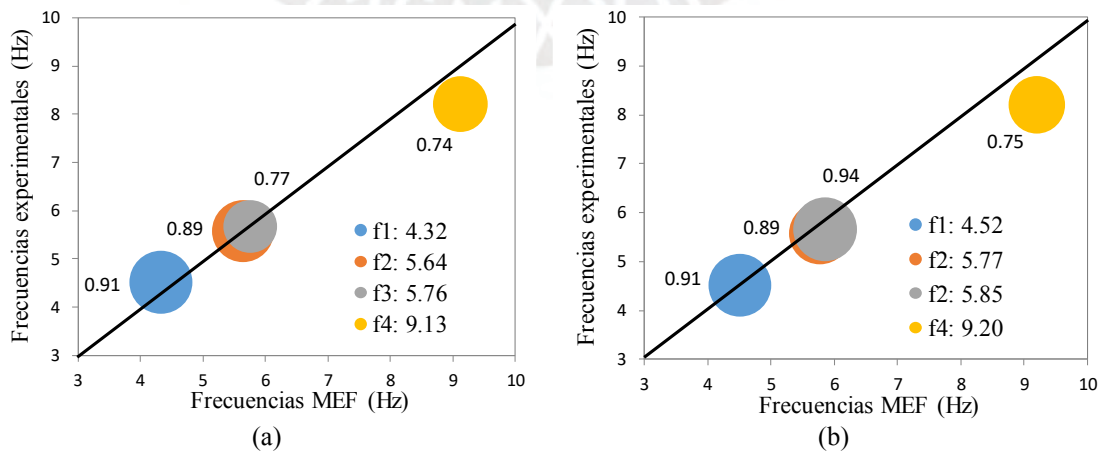 10
9
8
7
6
5
4
3
3 4 5 6 7 8 9 10
Frecuencias experimentales (Hz)
Frecuencias MEF (Hz)
0.91
0.89
0.77
0.74
f1: 4.32
f2: 5.64
f3: 5.76
f4: 9.13
(a)
10
9
8
7
6
5
4
3
3 4 5 6 7 8 9 10
Frecuencias experimentales (Hz)
Frecuencias MEF (Hz)
0.91
0.89
0.94
0.75
f1: 4.52
f2: 5.77
f2: 5.85
f4: 9.20
(b)